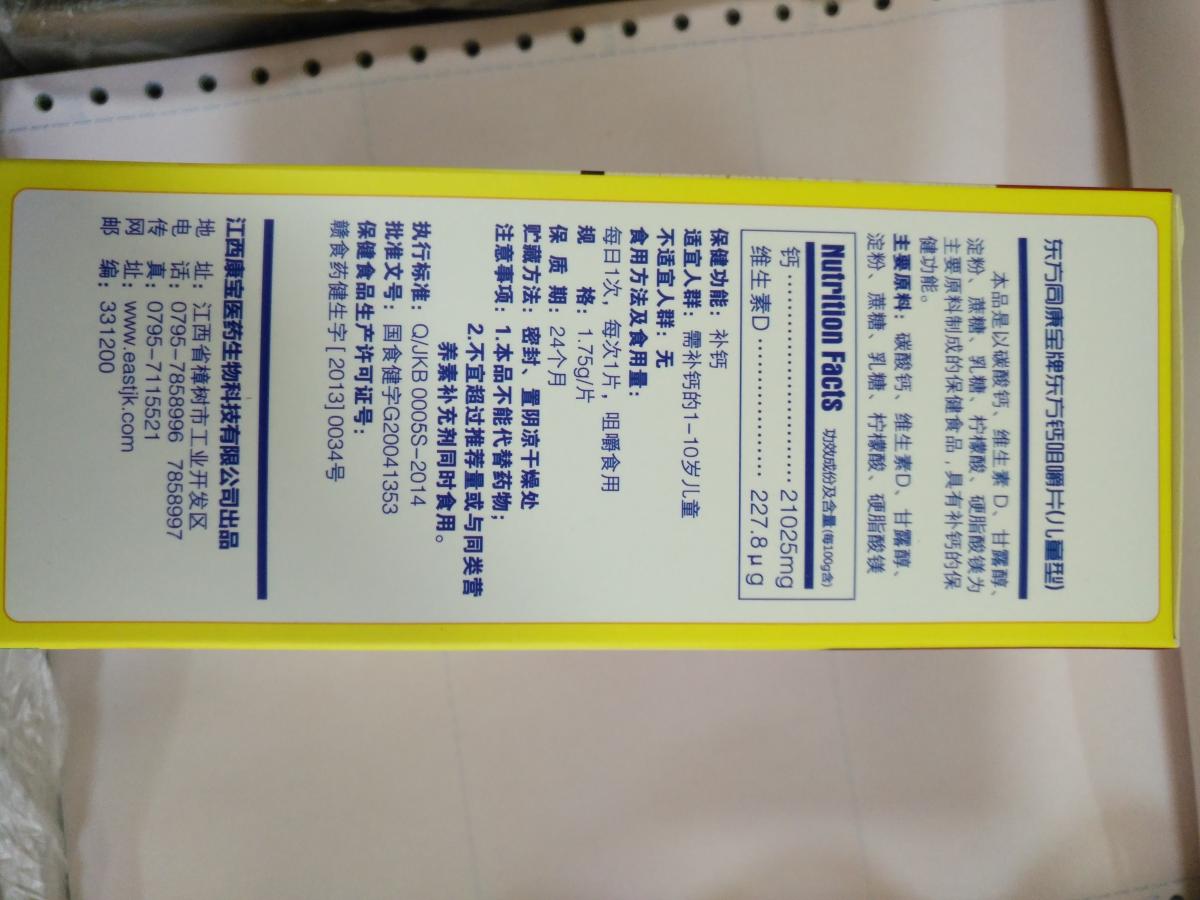 东方同康宝牌东方钙咀嚼片(儿童型)
本品是以碳酸钙、维生素D、甘露醇、
淀粉、蔗糖、乳糖、柠檬酸、硬脂酸镁为
主要原料制成的保健食品,具有补钙的保
健功能。
主要原料:碳酸钙、维生素D、甘露醇、
淀粉、蔗糖、乳糖、柠檬酸、硬脂酸镁
Nutrition Facts 功效成份及含量(每100g含)
钙........................21025mg
维生素D...................227.8μg
保健功能:补钙
适宜人群:需补钙的1-10岁儿童
不适宜人群:无
食用方法及食用量:
每日1次,每次1片,咀嚼食用
规 格:1.75g/片
保 质 期:24个月
贮藏方法:密封、置阴凉干燥处
注意事项:1.本品不能代替药物;
2.不宜超过推荐量或与同类营
养素补充剂同时食用。
执行标准:Q/JKB 0005S-2014
批准文号:国食健字G20041353
保健食品生产许可证号:
赣食药健生字[2013]0034号
江西康宝医药生物科技有限公司出品
地 址:江西省樟树市工业开发区
电 话:0795-7858996 7858997
传 真:0795-7115521
网 址:www.eastjk.com
邮 编:331200